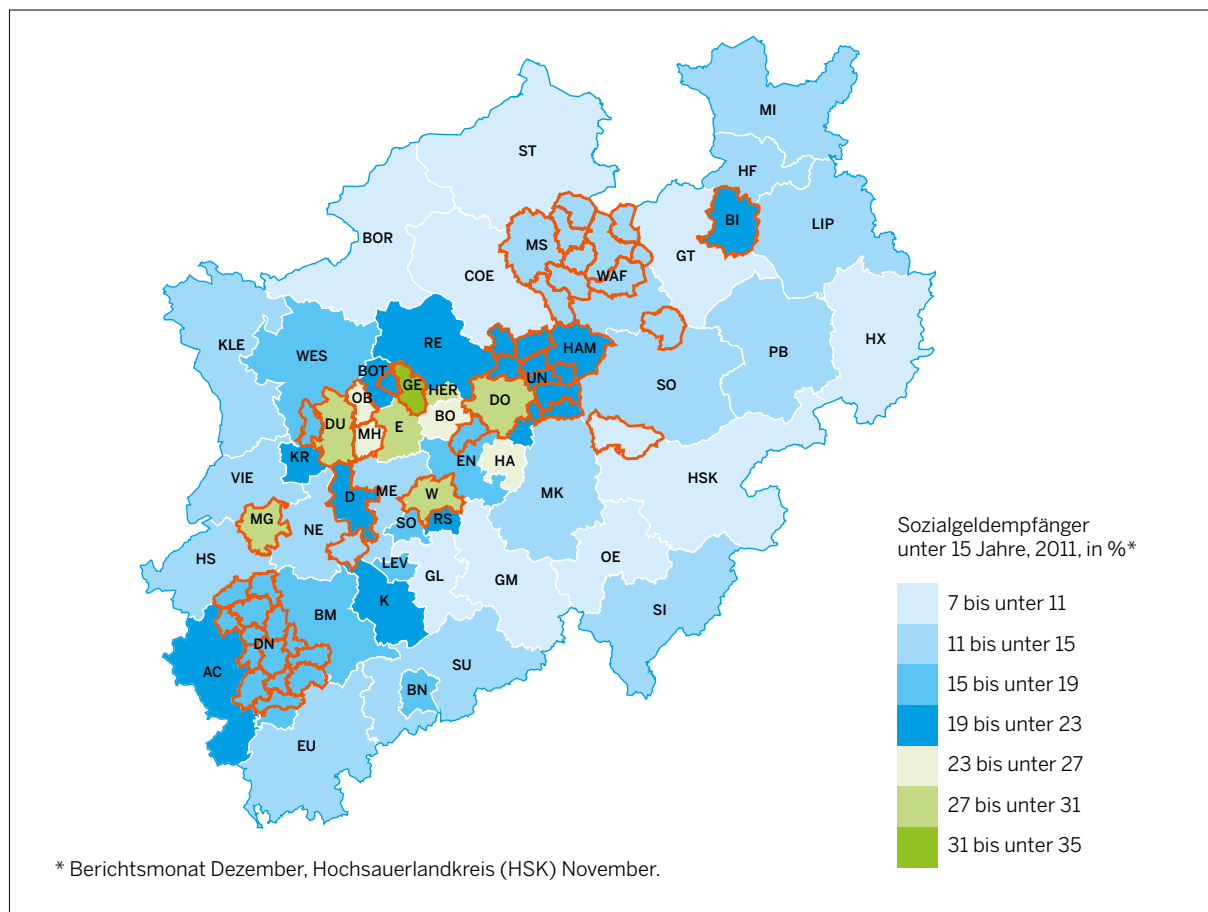 MI
ST
HF
BI
LIP
BOR
MS
GT
COE
WAF
HX
KLE
RE
PB
WES
HAM
BOT
SO
GE
HER
UN
OB
DO
DU
BO
E
MH
KR
EN
HA
VIE
HSK
ME
MK
D
W
MG
NE
SO
RS
HS
LEV
OE
GL
GM
K
SI
BM
DN
SU
AC
BN
EU
Sozialgeldempfänger
unter 15 Jahre, 2011, in %*
7 bis unter 11
11 bis unter 15
15 bis unter 19
19 bis unter 23
23 bis unter 27
27 bis unter 31
31 bis unter 35
* Berichtsmonat Dezember, Hochsauerlandkreis (HSK) November.